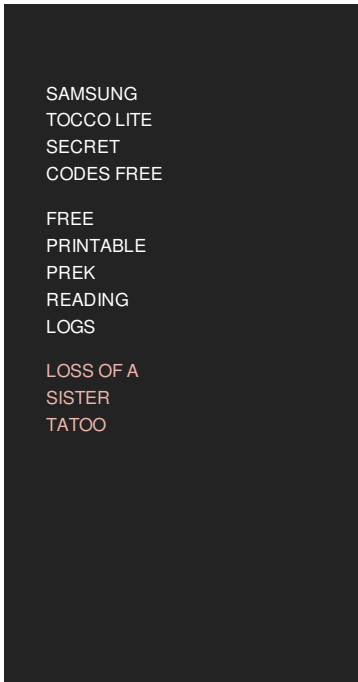 SAMSUNG
TOCCO LITE
SECRET
CODES FREE
FREE
PRINTABLE
PREK
READING
LOGS
LOSS OF A
SISTER
TATOO